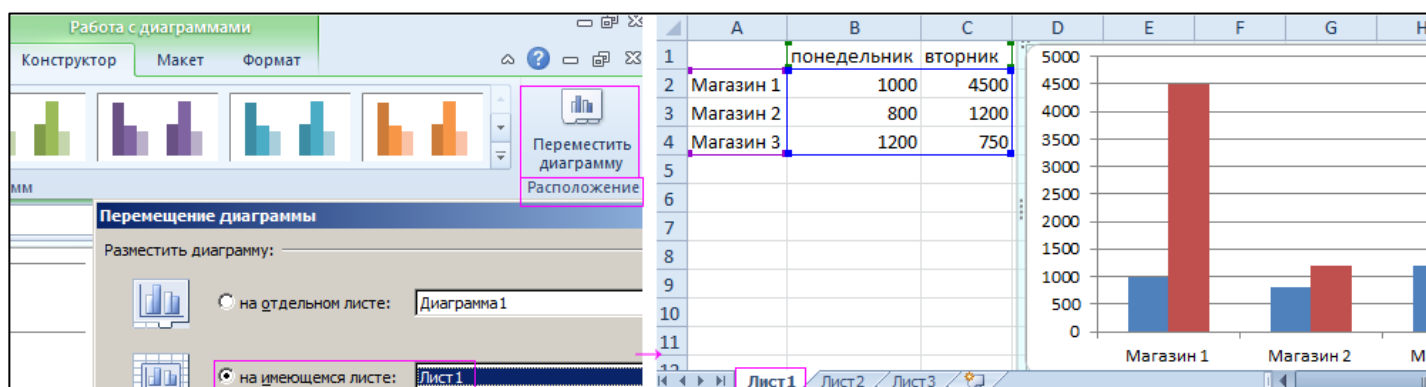 Работа с диаграммами
Конструктор Макет Формат
Переместить
диаграмму
мм
Расположение
Перемещение диаграммы
Разместить диаграмму:
на отдельном листе: Диаграмма1
на имеющемся листе: Лист1
A B C D E F G H
1 понедельник вторник
2 Магазин 1 1000 4500
3 Магазин 2 800 1200
4 Магазин 3 1200 750
5
6
7
8
9
10
11
12
5000
4500
4000
3500
3000
2500
2000
1500
1000
500
0
Магазин 1 Магазин 2 М
Лист1 Лист2 Лист3